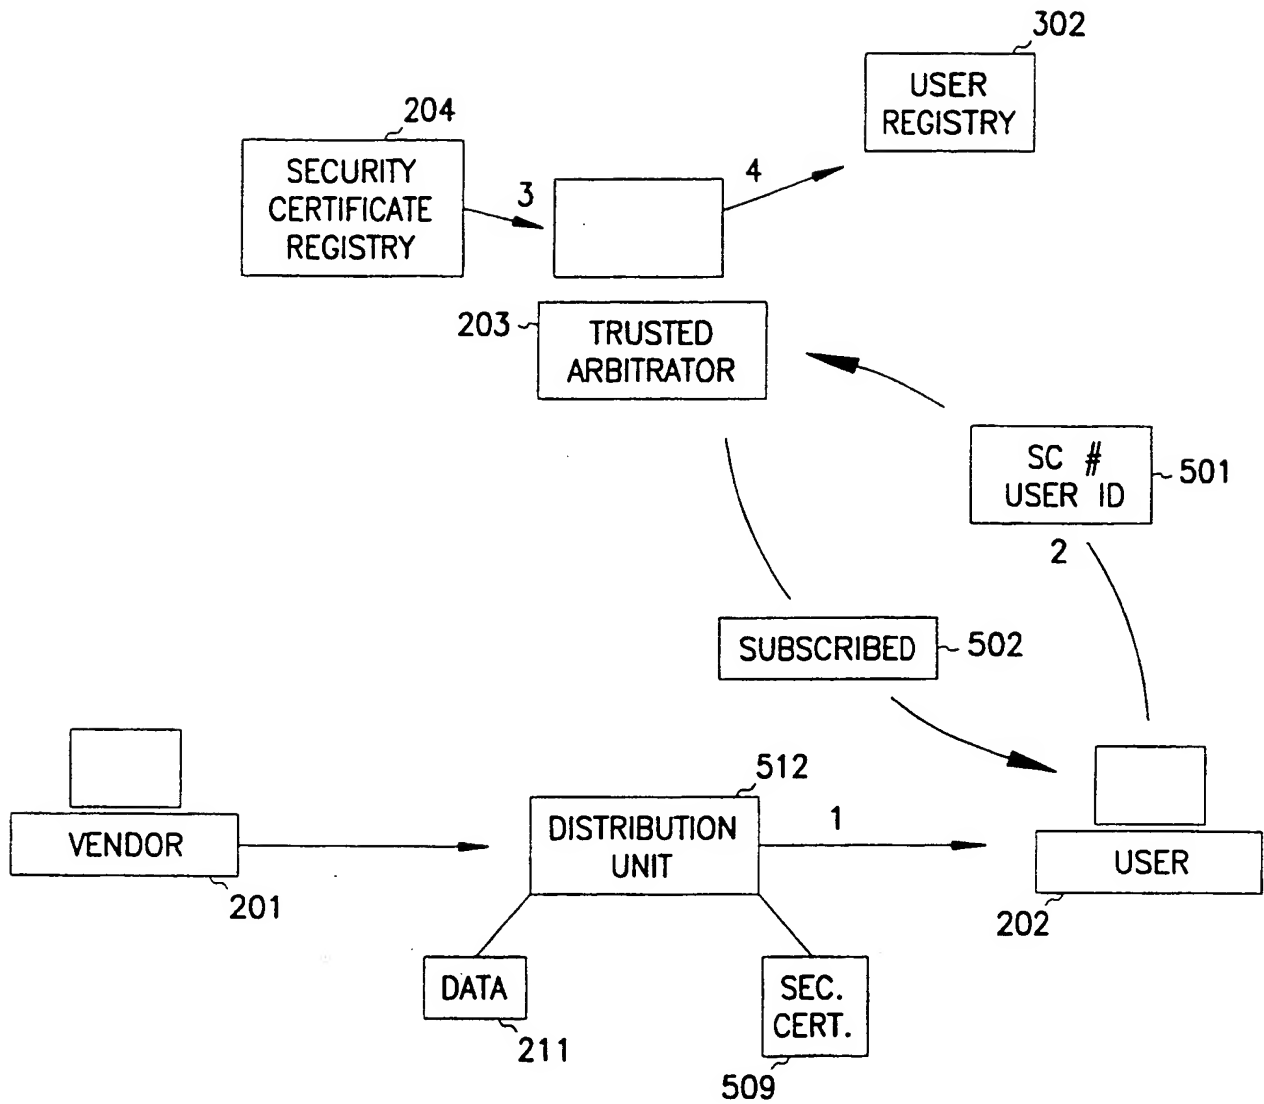 302
USER
REGISTRY
204
SECURITY
CERTIFICATE
REGISTRY
3
4
203
TRUSTED
ARBITRATOR
SC #
USER ID
501
2
SUBSCRIBED
502
VENDOR
201
512
DISTRIBUTION
UNIT
1
USER
202
DATA
211
SEC.
CERT.
509